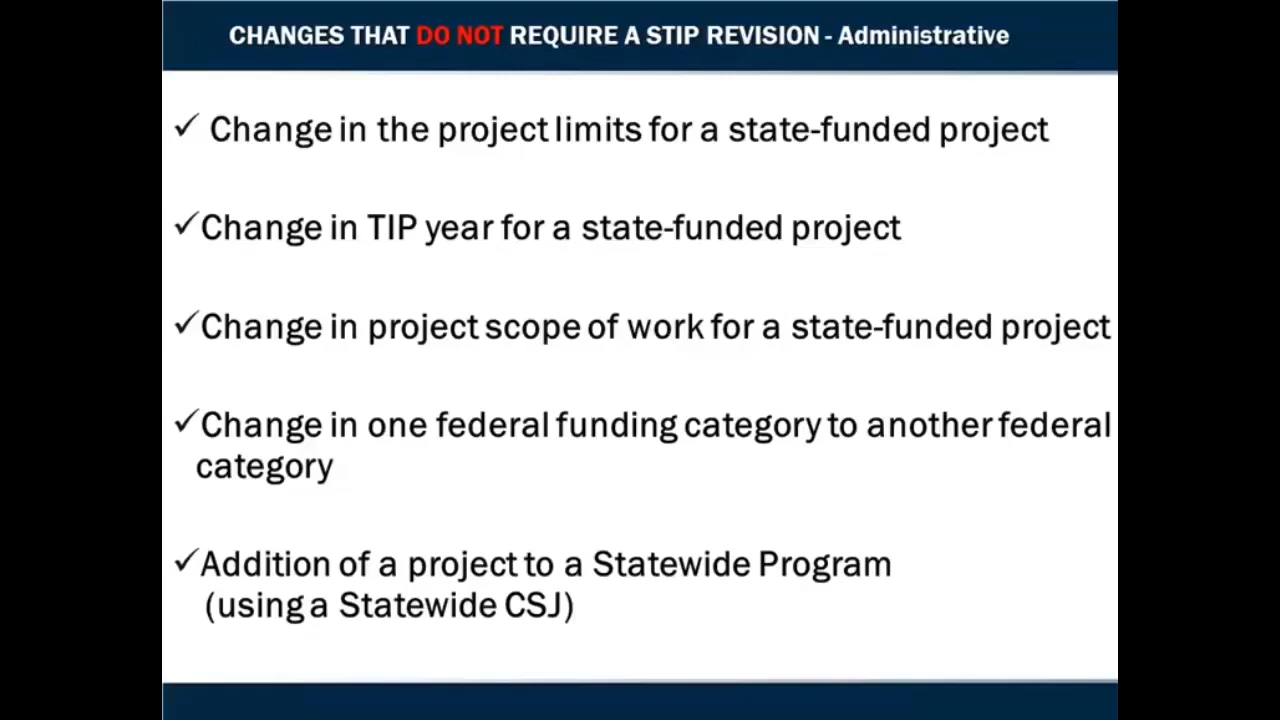 CHANGES THAT DO NOT REQUIRE A STIP REVISION - Administrative
✓ Change in the project limits for a state-funded project
✓Change in TIP year for a state-funded project
✓Change in project scope of work for a state-funded project
✓Change in one federal funding category to another federal
category
✓Addition of a project to a Statewide Program
(using a Statewide CSJ)